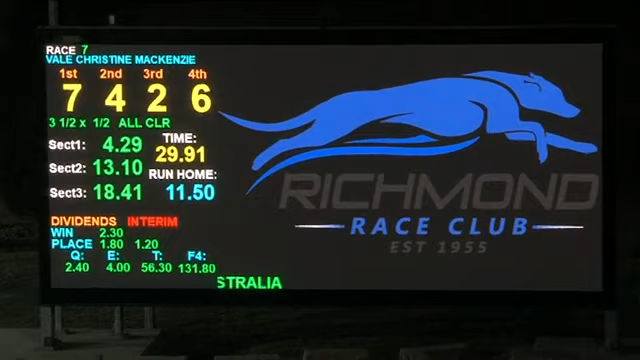 RACE 7
VALE CHRISTINE MACKENZIE
1st 2nd 3rd 4th
7 4 2 6
3 1/2 x 1/2 ALL CLR
Sect1: 4.29
Sect2: 13.10
Sect3: 18.41
TIME:
29.91
RUN HOME:
11.50
DIVIDENDS INTERIM
WIN 2.30
PLACE 1.80 1.20
Q: E: T: F4:
2.40 4.00 56.30 131.80
STRALIA
RICHMOND
RACE CLUB
EST 1955